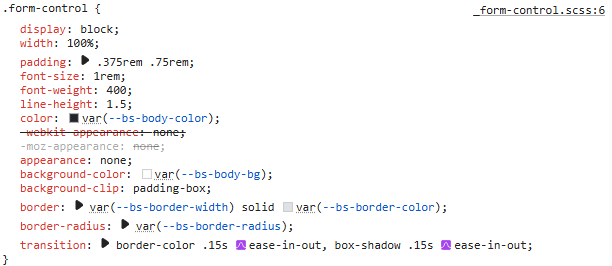 .form-control { _form-control.scss:6
display: block;
width: 100%;
padding: .375rem .75rem;
font-size: 1rem;
font-weight: 400;
line-height: 1.5;
color: var(--bs-body-color);
-webkit-appearance: none;
-moz-appearance: none;
appearance: none;
background-color: var(--bs-body-bg);
background-clip: padding-box;
border: var(--bs-border-width) solid var(--bs-border-color);
border-radius: var(--bs-border-radius);
transition: border-color .15s ease-in-out, box-shadow .15s ease-in-out;
}